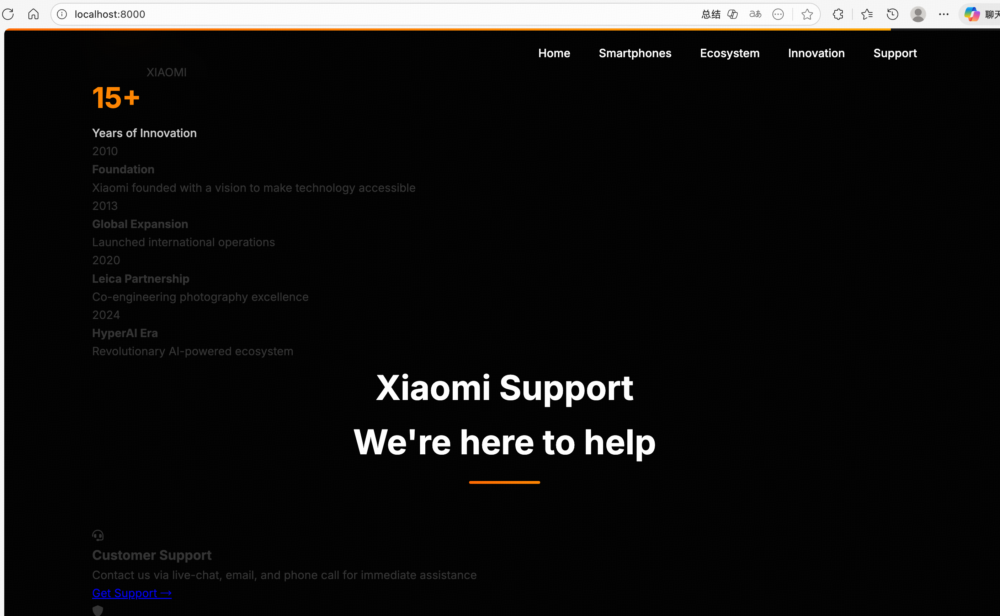 localhost:8000
总结
aあ
聊天
Home Smartphones Ecosystem Innovation Support
XIAOMI
15+
Years of Innovation
2010
Foundation
Xiaomi founded with a vision to make technology accessible
2013
Global Expansion
Launched international operations
2020
Leica Partnership
Co-engineering photography excellence
2024
HyperAI Era
Revolutionary AI-powered ecosystem
Xiaomi Support
We're here to help
Customer Support
Contact us via live-chat, email, and phone call for immediate assistance
Get Support →